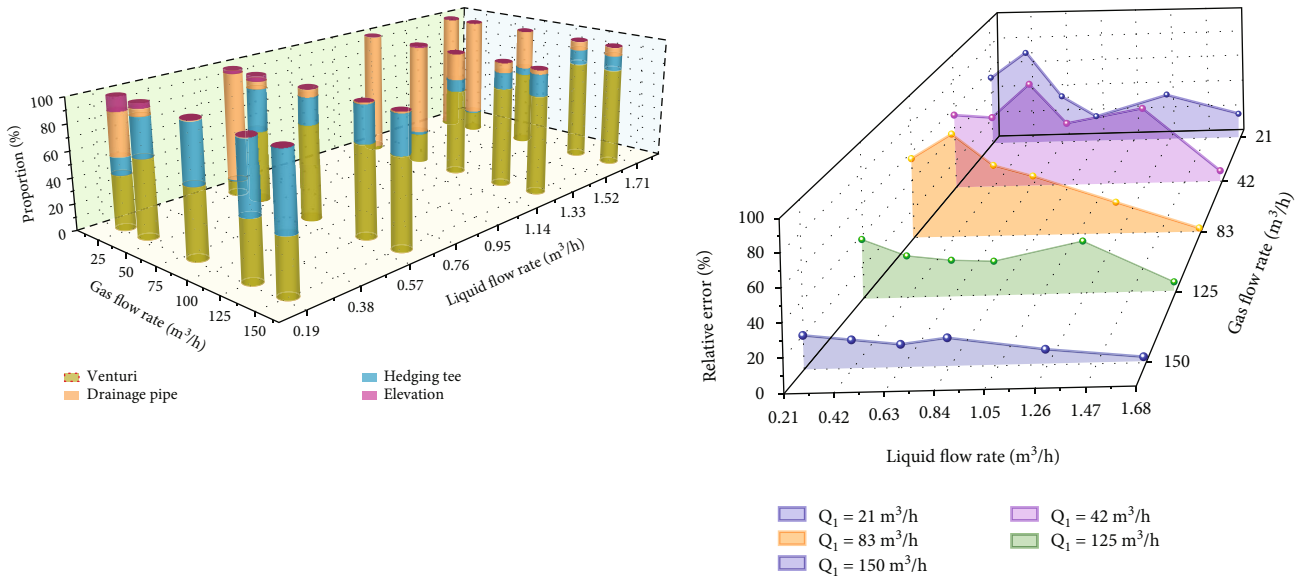 100
80
60
40
20
0
Proportion (%)
25
50
75
100
125
150
Gas flow rate (m³/h)
0.19
0.38
0.57
0.76
0.95
1.14
1.33
1.52
1.71
Liquid flow rate (m³/h)
Venturi
Drainage pipe
Hedging tee
Elevation
100
80
60
40
20
0
Relative error (%)
0.21
0.42
0.63
0.84
1.05
1.26
1.47
1.68
Liquid flow rate (m³/h)
21
42
83
125
150
Gas flow rate (m³/h)
Q₁ = 21 m³/h
Q₁ = 83 m³/h
Q₁ = 150 m³/h
Q₁ = 42 m³/h
Q₁ = 125 m³/h